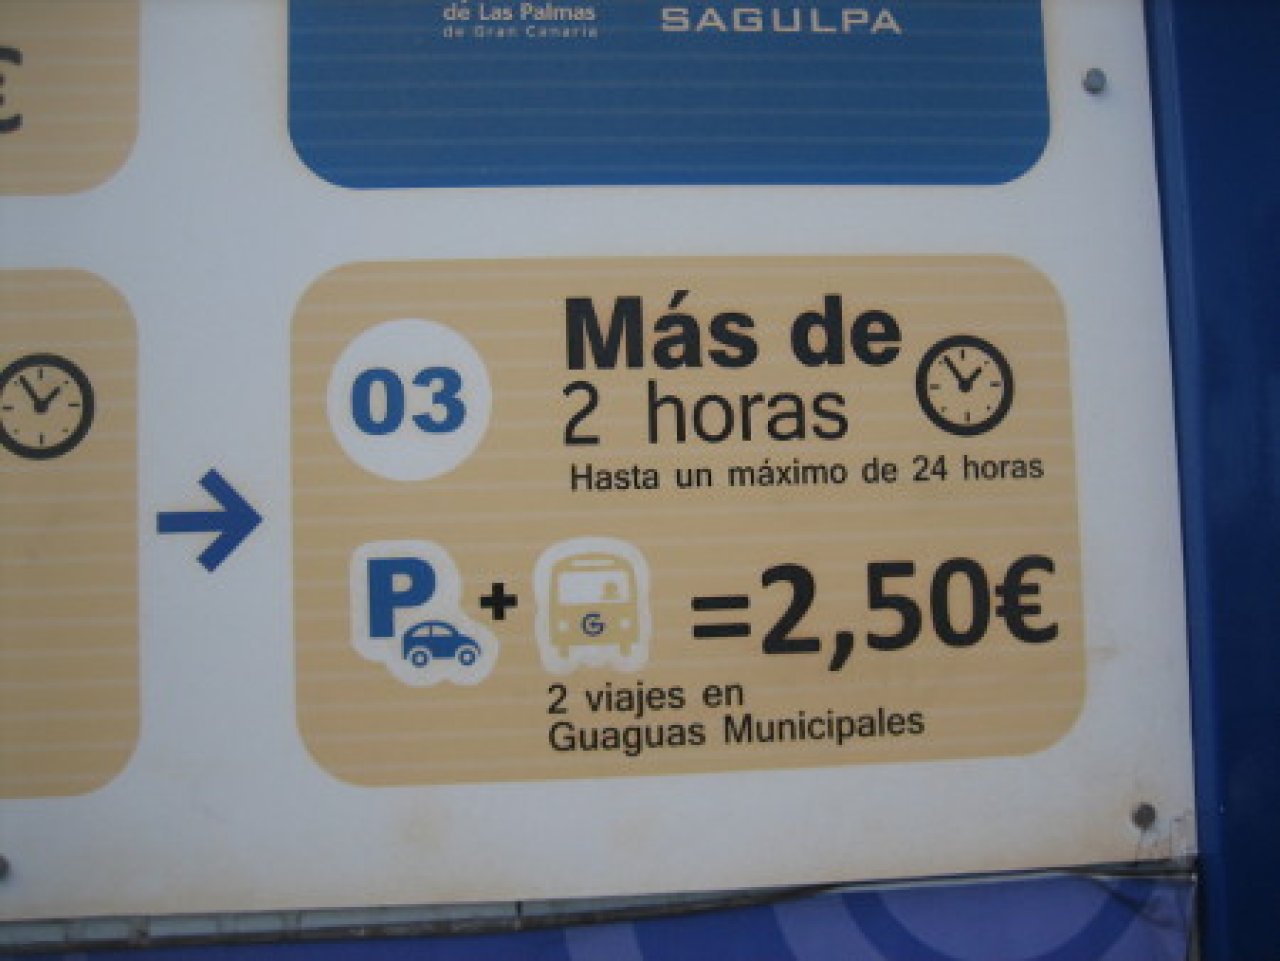 de Las Palmas
de Gran Canaria
SAGULPA
€
03
Más de
2 horas
Hasta un máximo de 24 horas
P + G =2,50€
2 viajes en
Guaguas Municipales